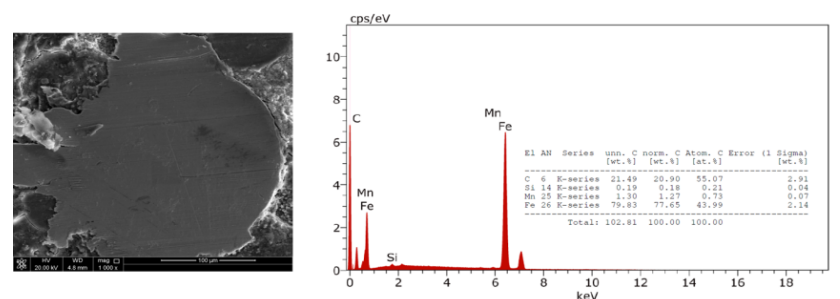 HV
20.00 kV
WD
4.8 mm
mag
1 000 x
100 µm
cps/eV
10
8
6
4
2
0
C
Mn
Fe
Si
Mn
Fe
El AN Series unn. C norm. C Atom. C Error (1 Sigma)
[wt.%] [wt.%] [at.%] [wt.%]
C 6 K-series 21.49 20.90 55.07 2.91
Si 14 K-series 0.19 0.18 0.21 0.04
Mn 25 K-series 1.30 1.27 0.73 0.07
Fe 26 K-series 79.83 77.65 43.99 2.14
Total: 102.81 100.00 100.00
0 2 4 6 8 10 12 14 16 18
keV